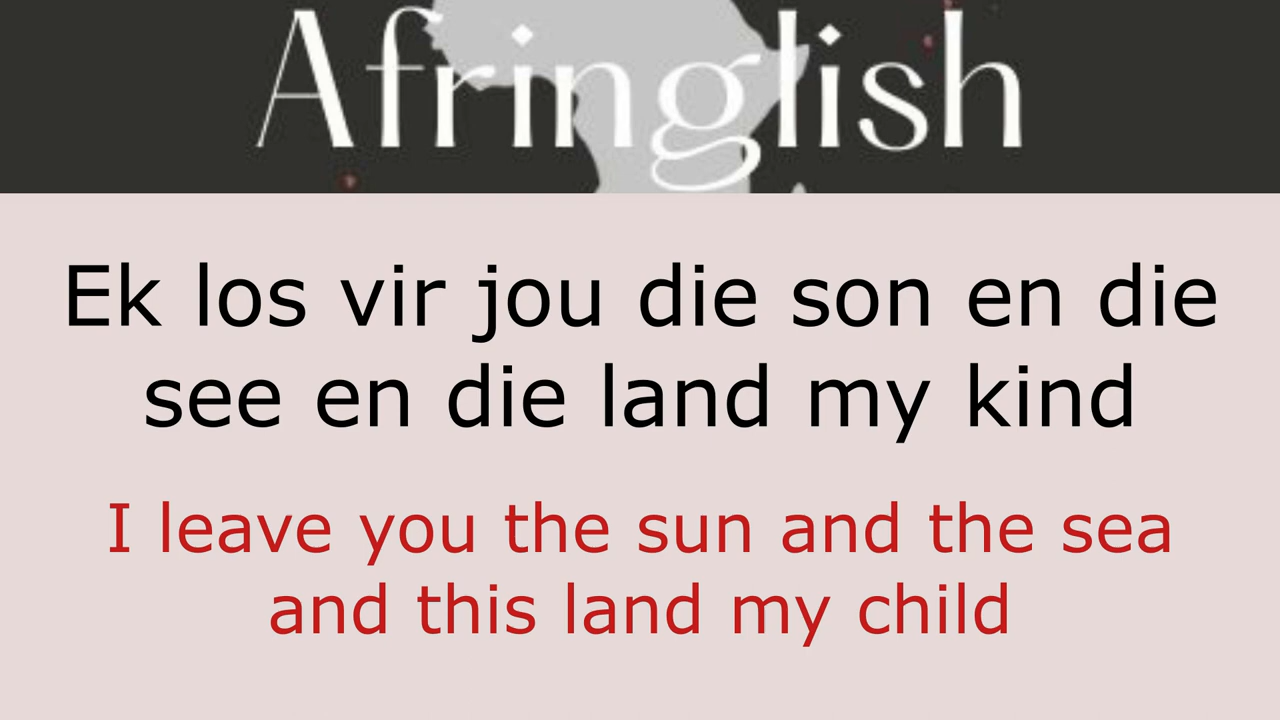 Afringlish
Ek los vir jou die son en die
see en die land my kind
I leave you the sun and the sea
and this land my child